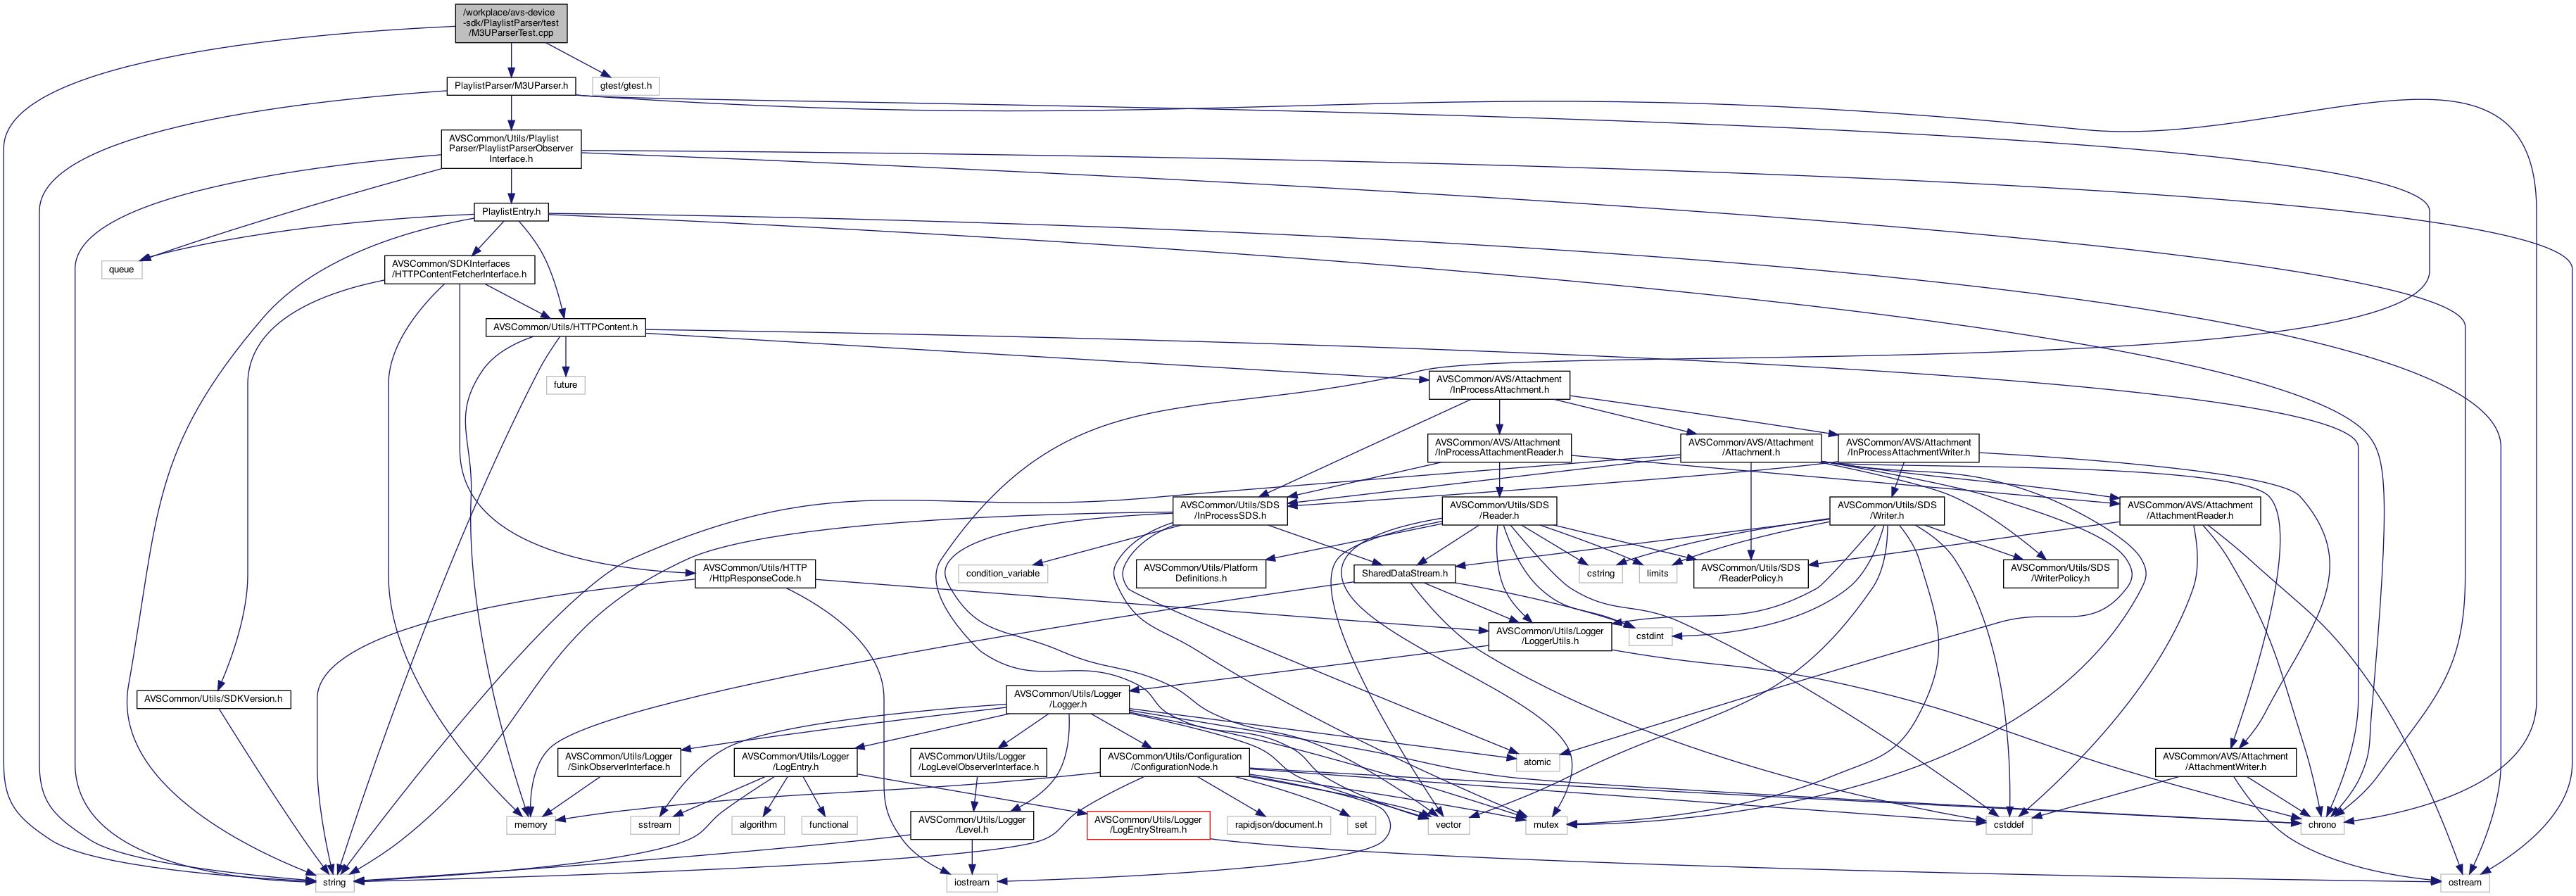 /workplace/avs-device
-sdk/PlaylistParser/test
/M3UParserTest.cpp
PlaylistParser/M3UParser.h
gtest/gtest.h
AVSCommon/Utils/Playlist
Parser/PlaylistParserObserver
Interface.h
PlaylistEntry.h
queue
AVSCommon/SDKInterfaces
/HTTPContentFetcherInterface.h
AVSCommon/Utils/HTTPContent.h
future
AVSCommon/AVS/Attachment
/InProcessAttachment.h
AVSCommon/AVS/Attachment
/InProcessAttachmentReader.h
AVSCommon/AVS/Attachment
/Attachment.h
AVSCommon/AVS/Attachment
/InProcessAttachmentWriter.h
AVSCommon/Utils/SDS
/InProcessSDS.h
AVSCommon/Utils/SDS
/Reader.h
AVSCommon/Utils/SDS
/Writer.h
AVSCommon/AVS/Attachment
/AttachmentReader.h
AVSCommon/Utils/HTTP
/HttpResponseCode.h
condition_variable
AVSCommon/Utils/Platform
Definitions.h
SharedDataStream.h
cstring
limits
AVSCommon/Utils/SDS
/ReaderPolicy.h
AVSCommon/Utils/SDS
/WriterPolicy.h
AVSCommon/Utils/Logger
/LoggerUtils.h
cstdint
AVSCommon/Utils/SDKVersion.h
AVSCommon/Utils/Logger
/Logger.h
AVSCommon/Utils/Logger
/SinkObserverInterface.h
AVSCommon/Utils/Logger
/LogEntry.h
AVSCommon/Utils/Logger
/LogLevelObserverInterface.h
AVSCommon/Utils/Configuration
/ConfigurationNode.h
atomic
AVSCommon/AVS/Attachment
/AttachmentWriter.h
memory
sstream
algorithm
functional
AVSCommon/Utils/Logger
/Level.h
AVSCommon/Utils/Logger
/LogEntryStream.h
rapidjson/document.h
set
vector
mutex
cstddef
chrono
string
iostream
ostream